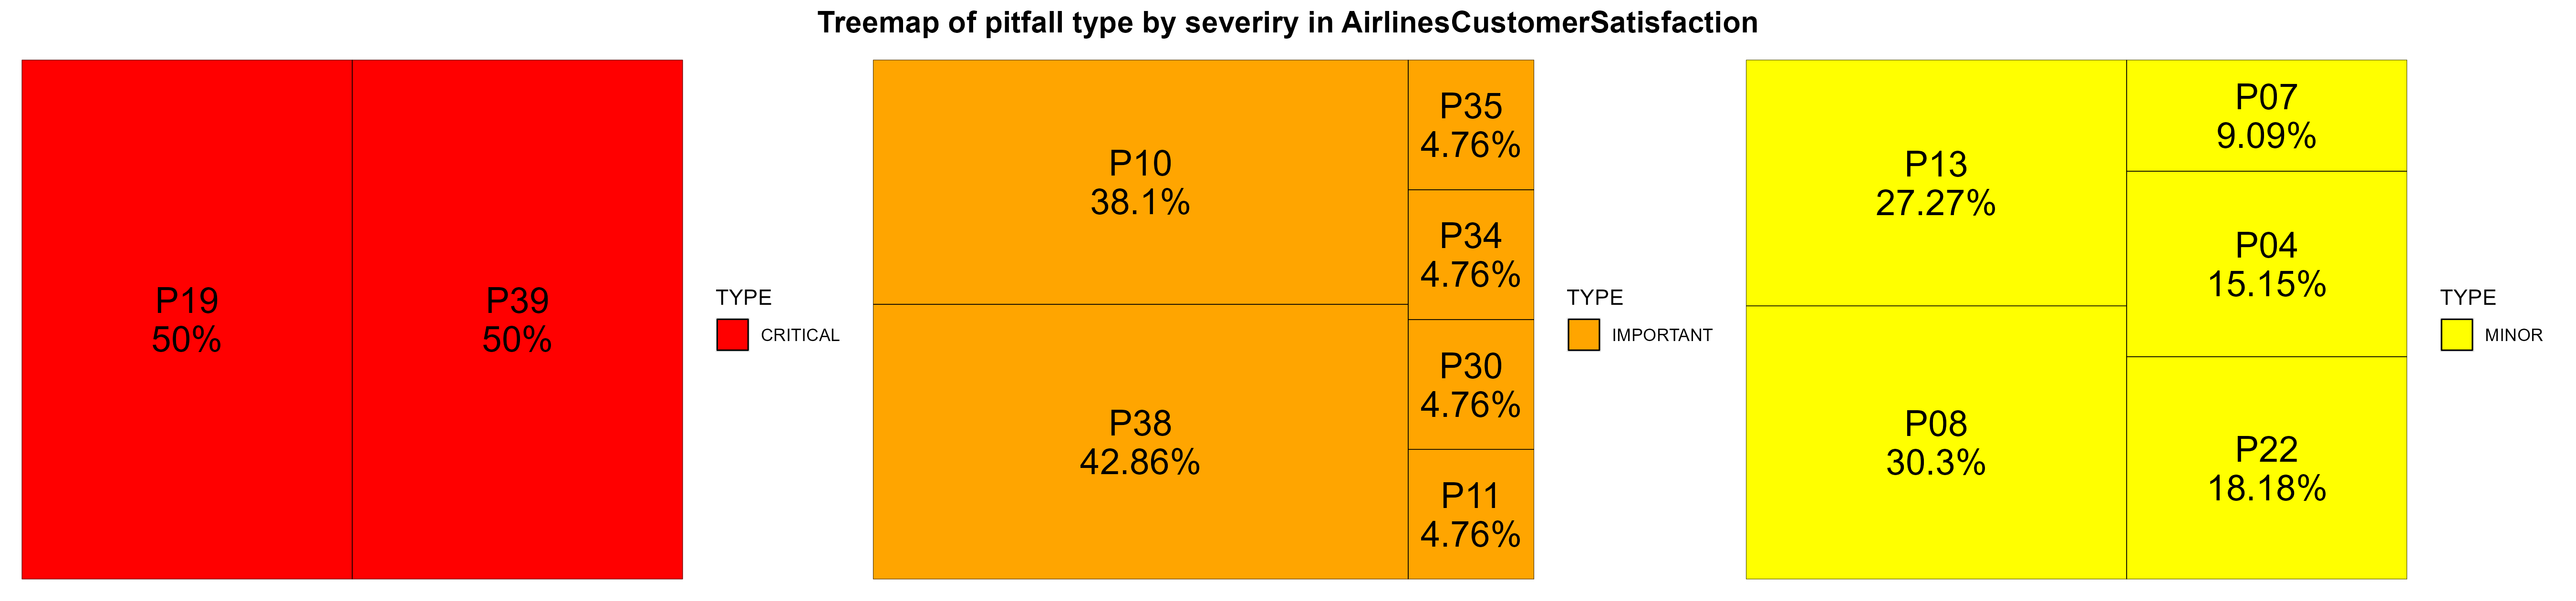 Treemap of pitfall type by severiry in AirlinesCustomerSatisfaction
P19
50%
P39
50%
TYPE
CRITICAL
P10
38.1%
P38
42.86%
P35
4.76%
P34
4.76%
P30
4.76%
P11
4.76%
TYPE
IMPORTANT
P13
27.27%
P08
30.3%
P07
9.09%
P04
15.15%
P22
18.18%
TYPE
MINOR